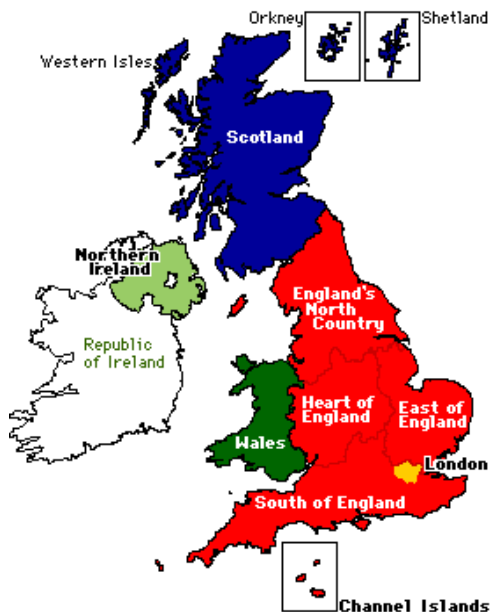 Orkney
Shetland
Western Isles
Scotland
Northern
Ireland
England's
North
Country
Republic
of Ireland
Heart of
England
East of
England
Wales
London
South of England
Channel Islands